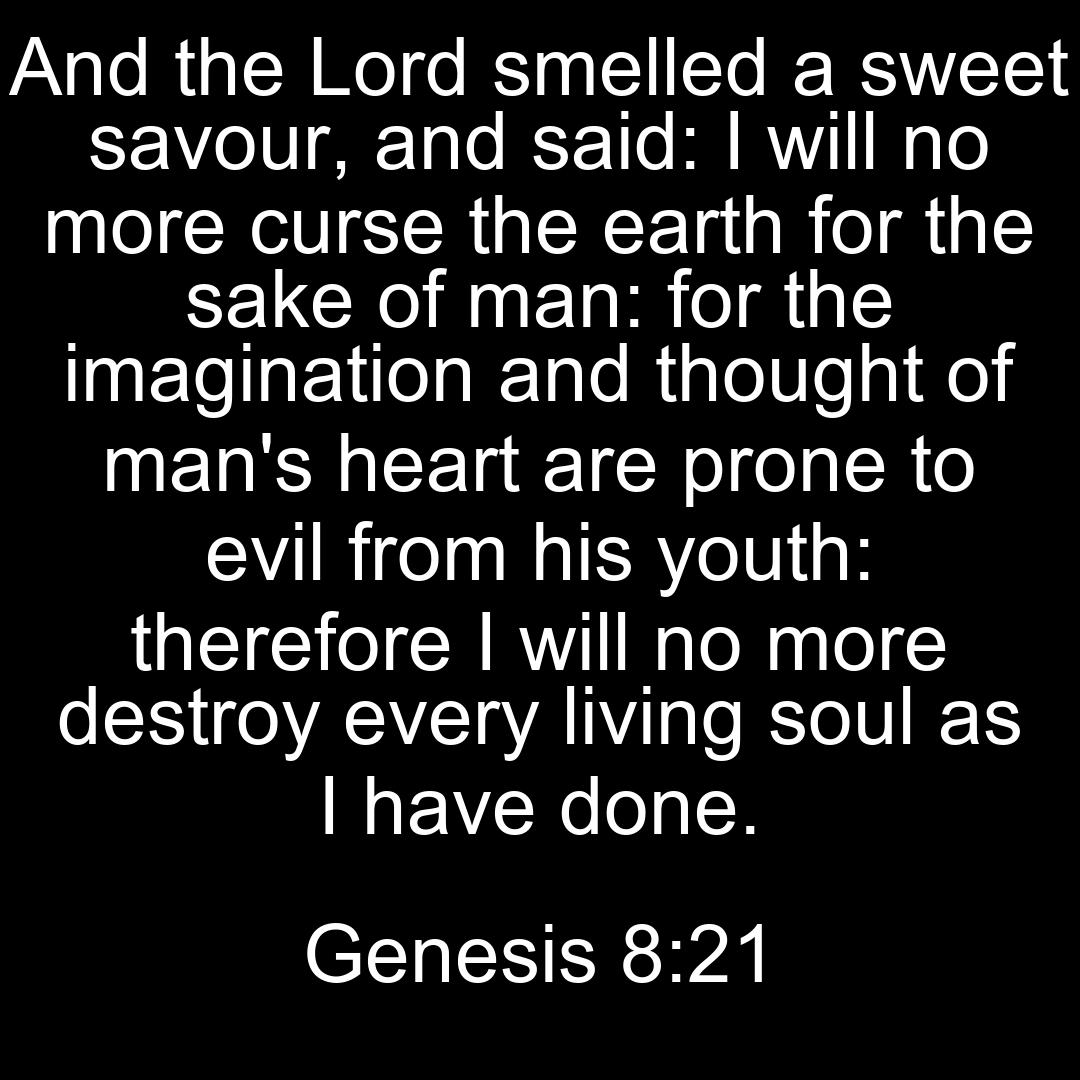 And the Lord smelled a sweet
savour, and said: I will no
more curse the earth for the
sake of man: for the
imagination and thought of
man's heart are prone to
evil from his youth:
therefore I will no more
destroy every living soul as
I have done.
Genesis 8:21